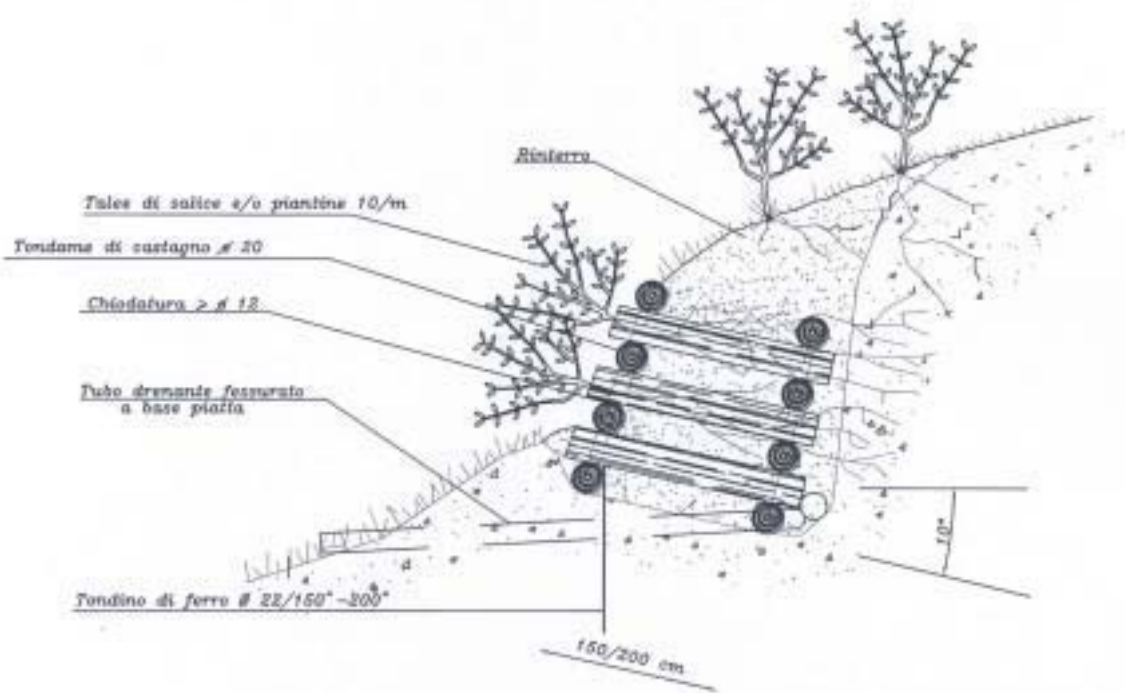 Rinterro
Talee di salice e/o piantine 10/m
Tondame di castagno ø 20
Chiodatura > ø 12
Tubo drenante fessurato
a base piatta
10°
Tondino di ferro Ø 22/150"-200"
150/200 cm